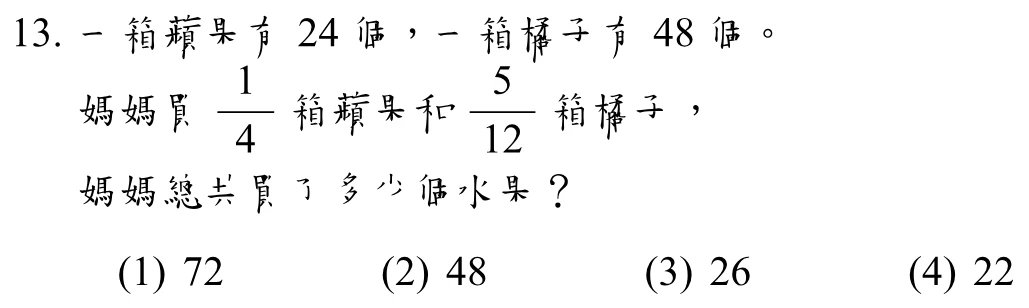 13. 一箱蘋果有 24 個，一箱橘子有 48 個。
媽媽買 1/4 箱蘋果和 5/12 箱橘子，
媽媽總共買了多少個水果？
(1) 72 (2) 48 (3) 26 (4) 22